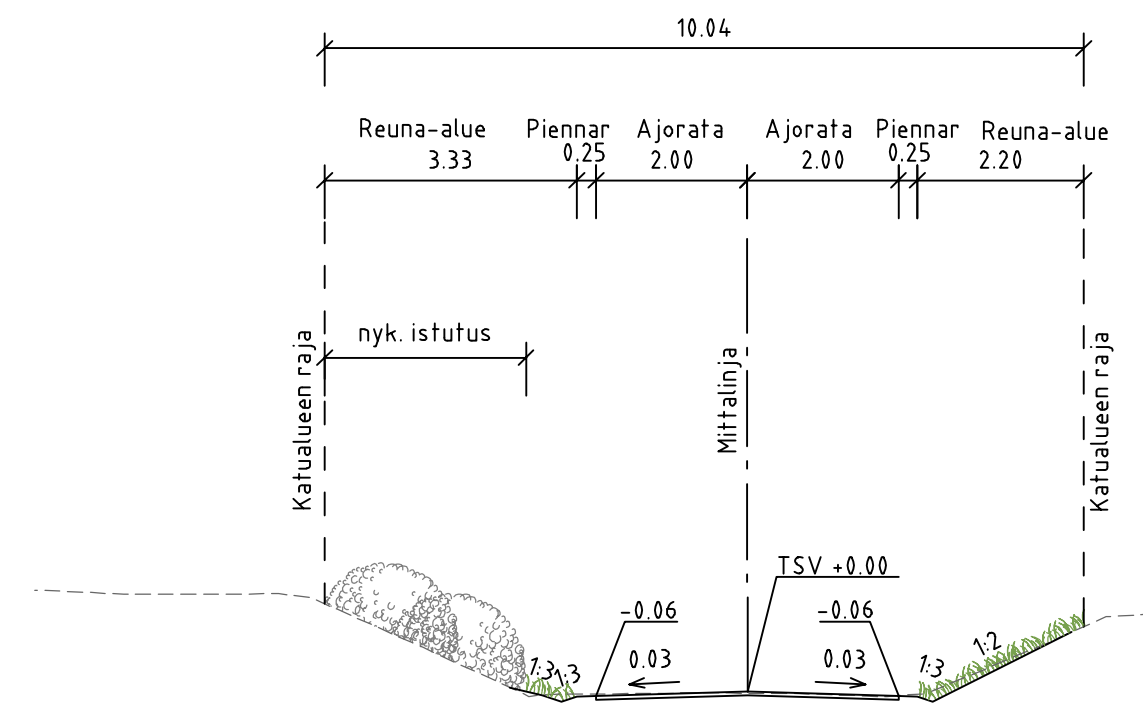 10.04
Reuna-alue Piennar Ajorata Ajorata Piennar Reuna-alue
3.33 0.25 2.00 2.00 0.25 2.20
nyk. istutus
Katualueen raja
Mittalinja
Katualueen raja
TSV +0.00
-0.06 -0.06
0.03 0.03
1:3 1:3 1:3 1:2